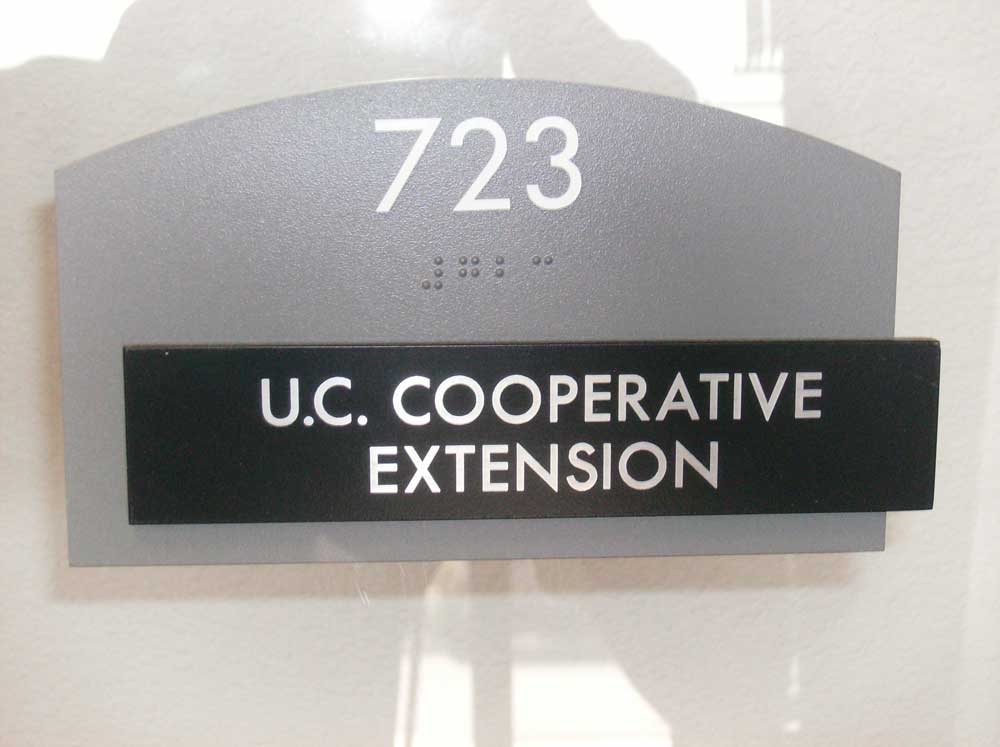 723
⠼⠛⠃⠉
U.C. COOPERATIVE
EXTENSION